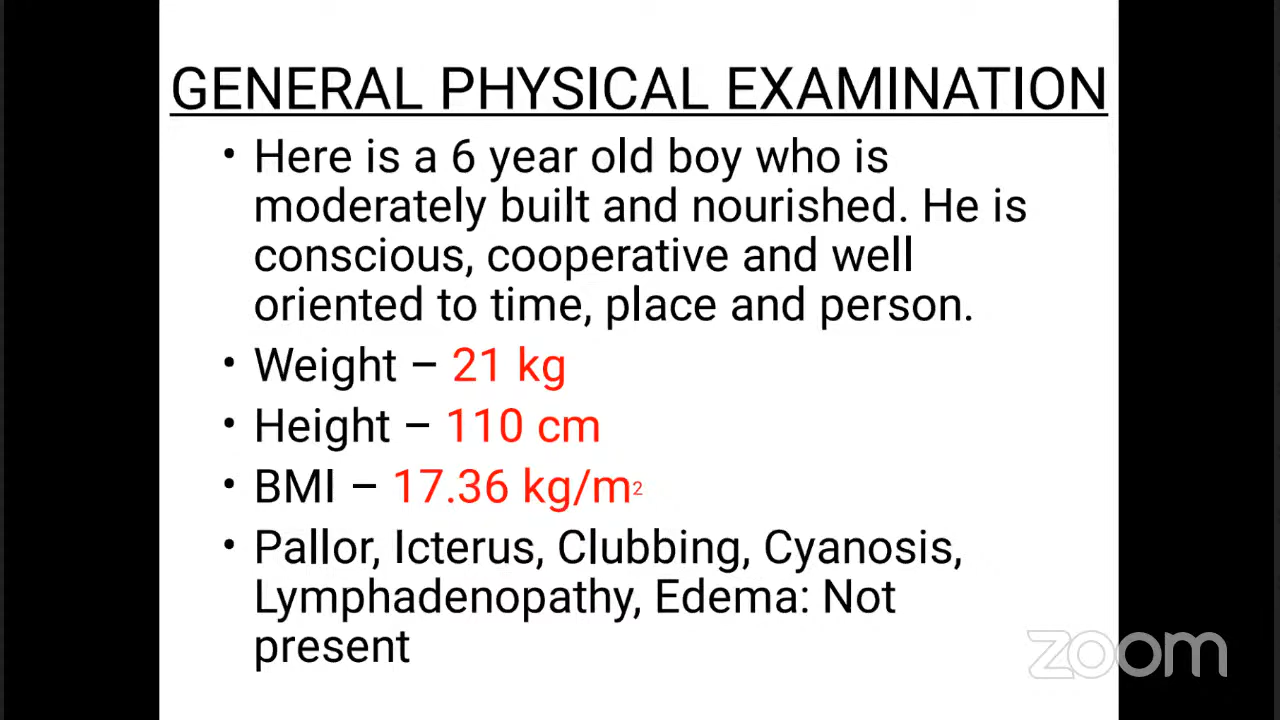 GENERAL PHYSICAL EXAMINATION
• Here is a 6 year old boy who is
moderately built and nourished. He is
conscious, cooperative and well
oriented to time, place and person.
• Weight – 21 kg
• Height – 110 cm
• BMI – 17.36 kg/m²
• Pallor, Icterus, Clubbing, Cyanosis,
Lymphadenopathy, Edema: Not
present
zoom